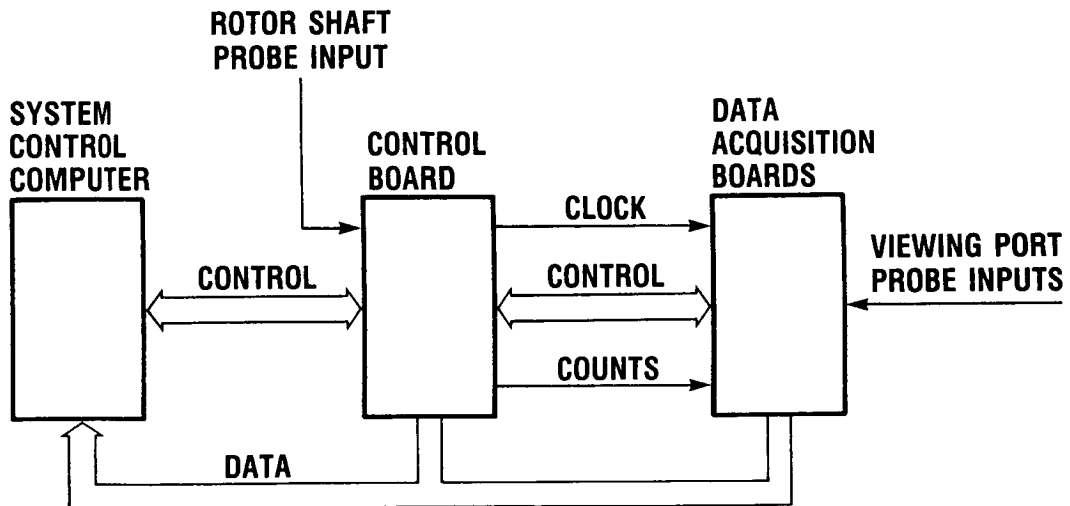 ROTOR SHAFT
PROBE INPUT
SYSTEM
CONTROL
COMPUTER
CONTROL
BOARD
DATA
ACQUISITION
BOARDS
CLOCK
VIEWING PORT
PROBE INPUTS
CONTROL
CONTROL
COUNTS
DATA